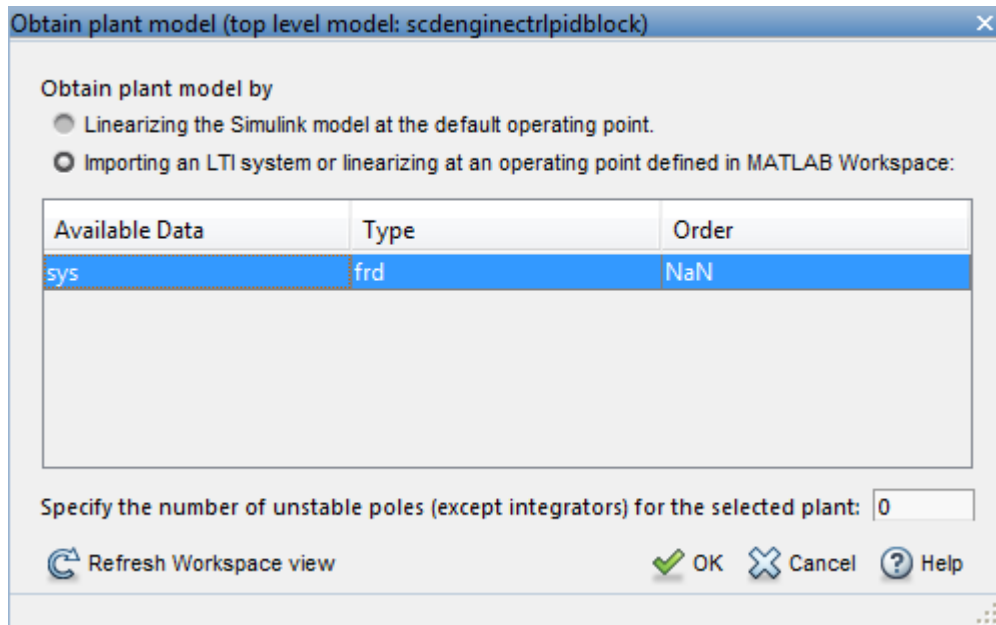 Obtain plant model (top level model: scdenginectrlpidblock)
Obtain plant model by
Linearizing the Simulink model at the default operating point.
Importing an LTI system or linearizing at an operating point defined in MATLAB Workspace:
Available Data Type Order
sys frd NaN
Specify the number of unstable poles (except integrators) for the selected plant: 0
Refresh Workspace view OK Cancel Help